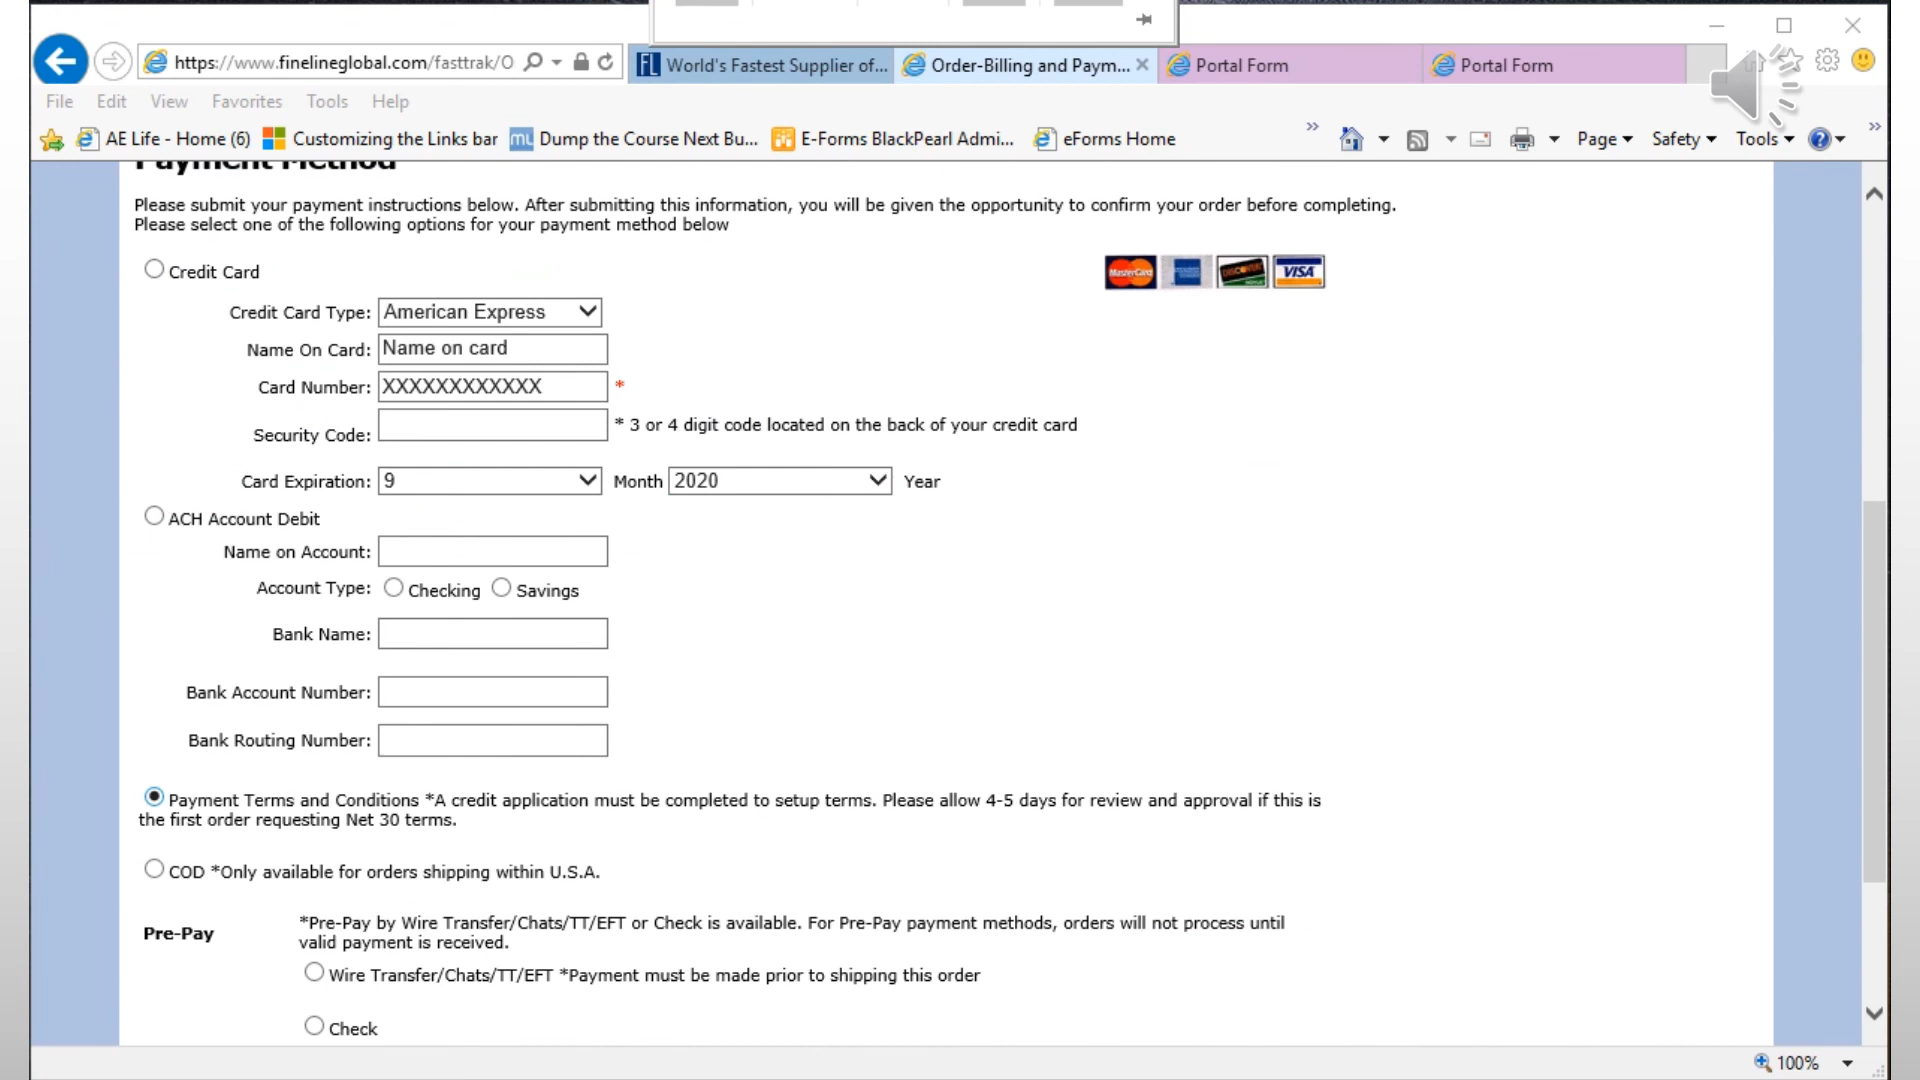 https://www.finelineglobal.com/fasttrak/O
World's Fastest Supplier of...
Order-Billing and Paym...
Portal Form
Portal Form
File Edit View Favorites Tools Help
AE Life - Home (6)
Customizing the Links bar
Dump the Course Next Bu...
E-Forms BlackPearl Admi...
eForms Home
Page
Safety
Tools
Payment Method
Please submit your payment instructions below. After submitting this information, you will be given the opportunity to confirm your order before completing.
Please select one of the following options for your payment method below
Credit Card
MasterCard
DISCOVER
VISA
Credit Card Type: American Express
Name On Card: Name on card
Card Number: XXXXXXXXXXXX *
Security Code: * 3 or 4 digit code located on the back of your credit card
Card Expiration: 9 Month 2020 Year
ACH Account Debit
Name on Account:
Account Type: Checking Savings
Bank Name:
Bank Account Number:
Bank Routing Number:
Payment Terms and Conditions *A credit application must be completed to setup terms. Please allow 4-5 days for review and approval if this is
the first order requesting Net 30 terms.
COD *Only available for orders shipping within U.S.A.
Pre-Pay
*Pre-Pay by Wire Transfer/Chats/TT/EFT or Check is available. For Pre-Pay payment methods, orders will not process until
valid payment is received.
Wire Transfer/Chats/TT/EFT *Payment must be made prior to shipping this order
Check
100%